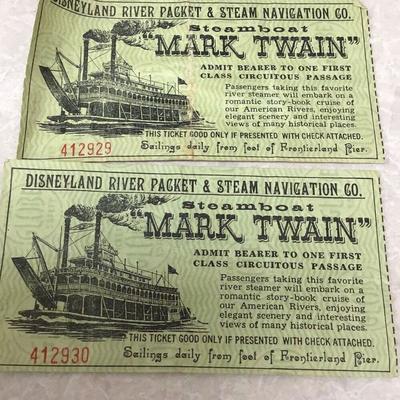 DISNEYLAND RIVER PACKET & STEAM NAVIGATION CO.
Steamboat
"MARK TWAIN"
ADMIT BEARER TO ONE FIRST
CLASS CIRCUITOUS PASSAGE
Passengers taking this favorite
river steamer will embark on a
romantic story-book cruise of
our American Rivers, enjoying
elegant scenery and interesting
views of many historical places.
THIS TICKET GOOD ONLY IF PRESENTED WITH CHECK ATTACHED.
412929
Sailings daily from foot of Frontierland Pier.
DISNEYLAND RIVER PACKET & STEAM NAVIGATION CO.
Steamboat
"MARK TWAIN"
ADMIT BEARER TO ONE FIRST
CLASS CIRCUITOUS PASSAGE
Passengers taking this favorite
river steamer will embark on a
romantic story-book cruise of
our American Rivers, enjoying
elegant scenery and interesting
views of many historical places.
THIS TICKET GOOD ONLY IF PRESENTED WITH CHECK ATTACHED.
412930
Sailings daily from foot of Frontierland Pier.